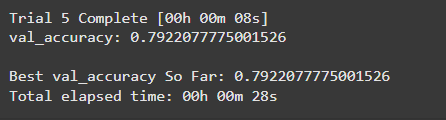 Trial 5 Complete [00h 00m 08s]
val_accuracy: 0.7922077775001526
Best val_accuracy So Far: 0.7922077775001526
Total elapsed time: 00h 00m 28s